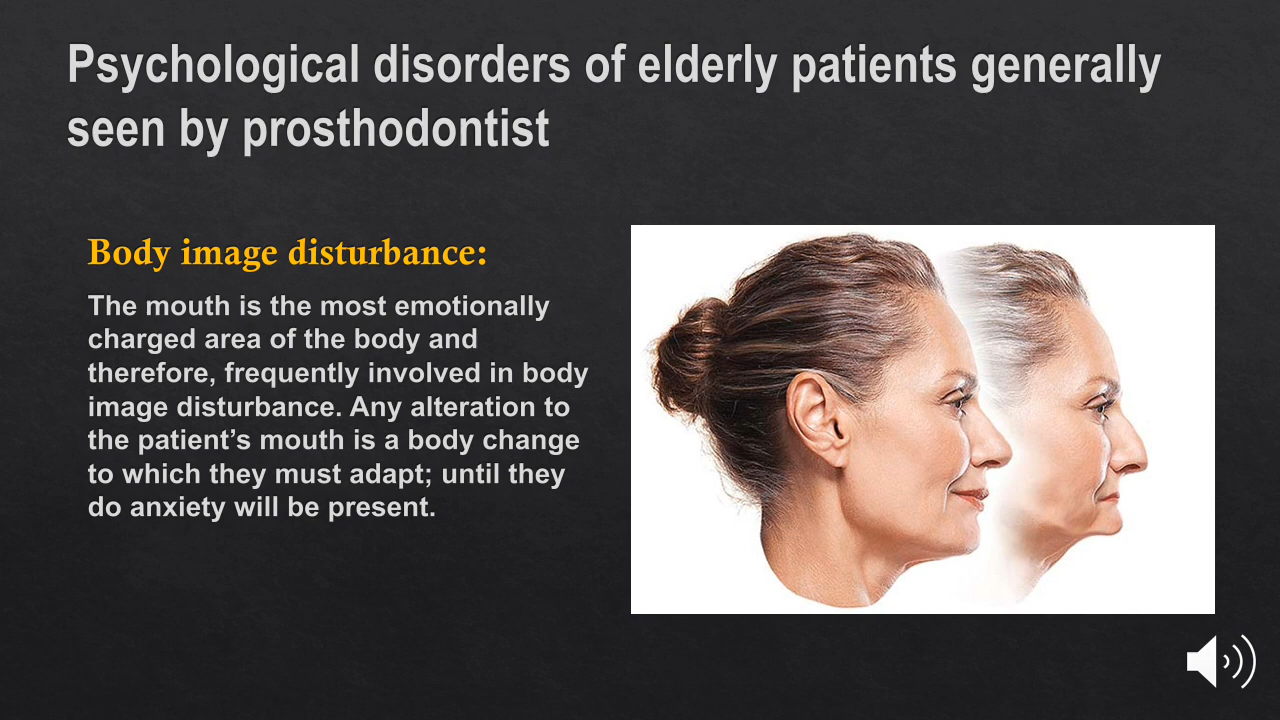 Psychological disorders of elderly patients generally
seen by prosthodontist
Body image disturbance:
The mouth is the most emotionally
charged area of the body and
therefore, frequently involved in body
image disturbance. Any alteration to
the patient’s mouth is a body change
to which they must adapt; until they
do anxiety will be present.